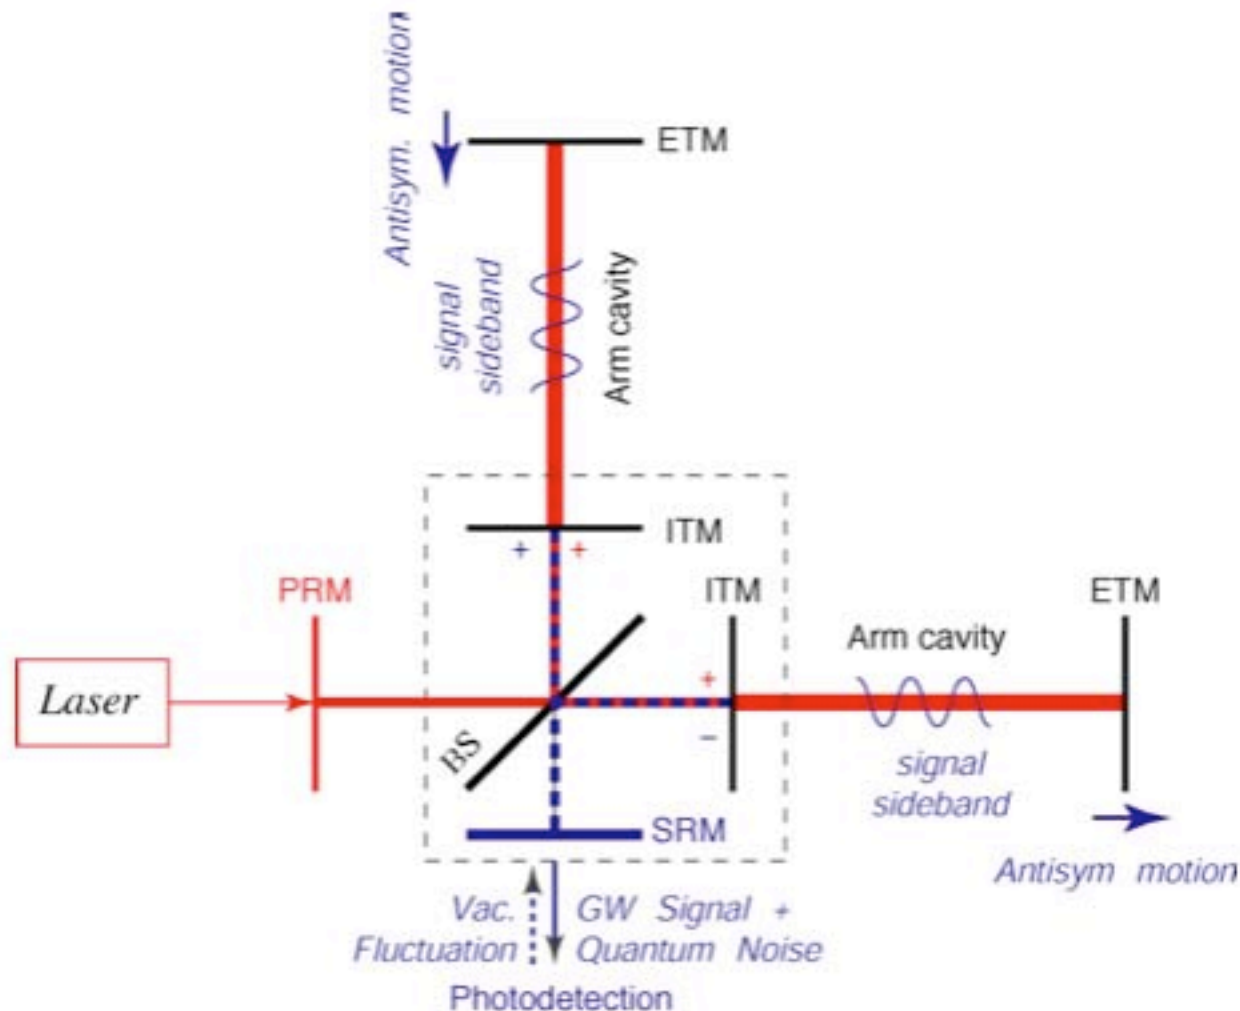 Antisym. motion
ETM
signal
sideband
Arm cavity
ITM
+ +
PRM
ITM
ETM
Laser
Arm cavity
+
−
BS
signal
sideband
SRM
Antisym motion
Vac.
Fluctuation
GW Signal +
Quantum Noise
Photodetection